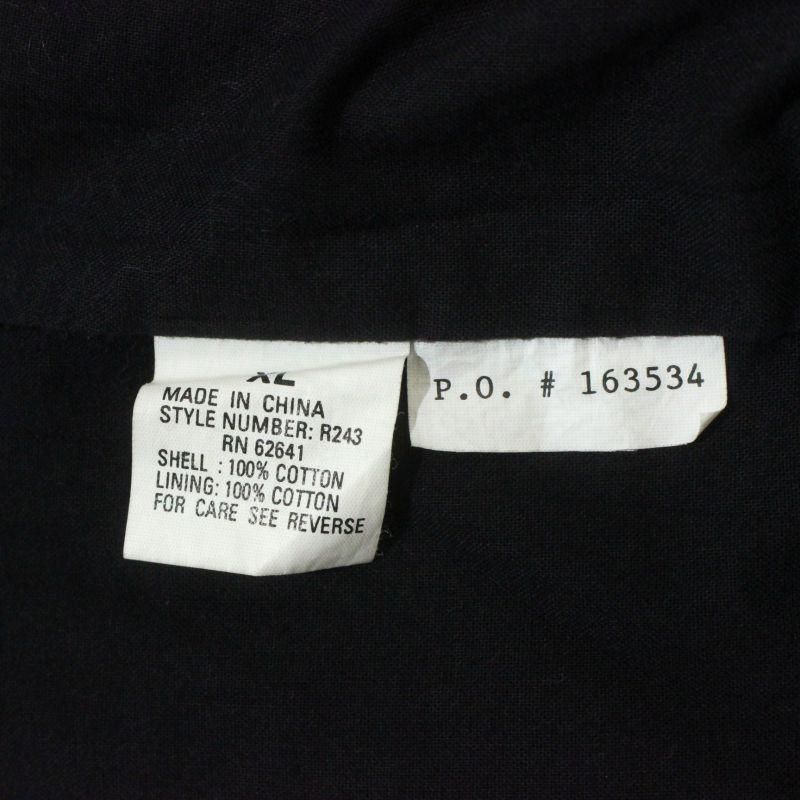 XL
MADE IN CHINA
STYLE NUMBER: R243
RN 62641
SHELL : 100% COTTON
LINING: 100% COTTON
FOR CARE SEE REVERSE
P.O. # 163534